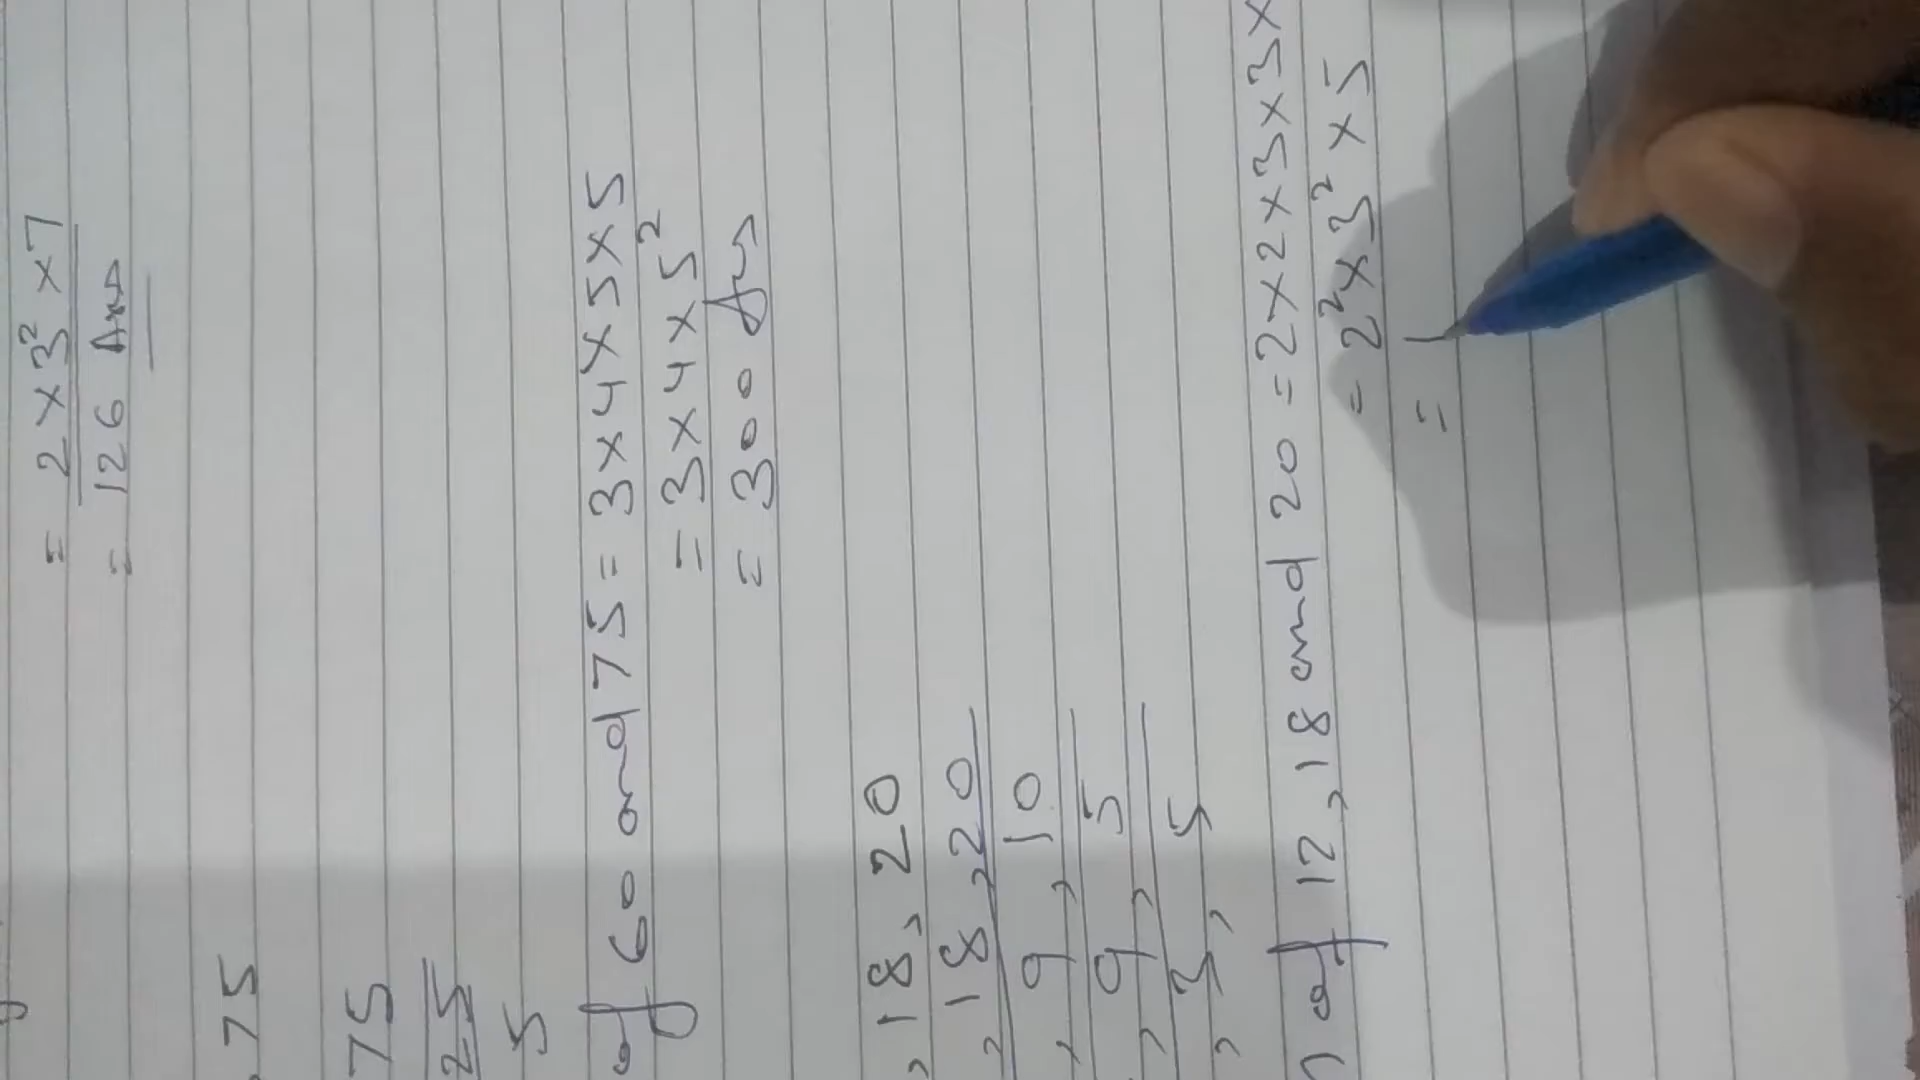 = 2 x 3² x 7
= 126 Ans
75
75
25
5
of 60 and 75 = 3 x 4 x 5 x 5
= 3 x 4 x 5²
= 300 Ans
, 18, 20
, 18, 20
, 9, 10
, 9, 5
, 3, 5
of 12, 18 and 20 = 2 x 2 x 3 x 3 x
= 2² x 3² x 5
= 1